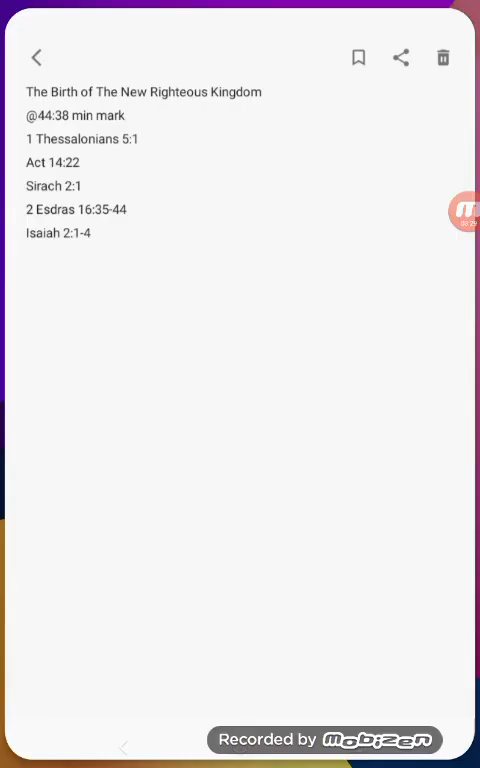 The Birth of The New Righteous Kingdom
@44:38 min mark
1 Thessalonians 5:1
Act 14:22
Sirach 2:1
2 Esdras 16:35-44
Isaiah 2:1-4
Recorded by mobizen